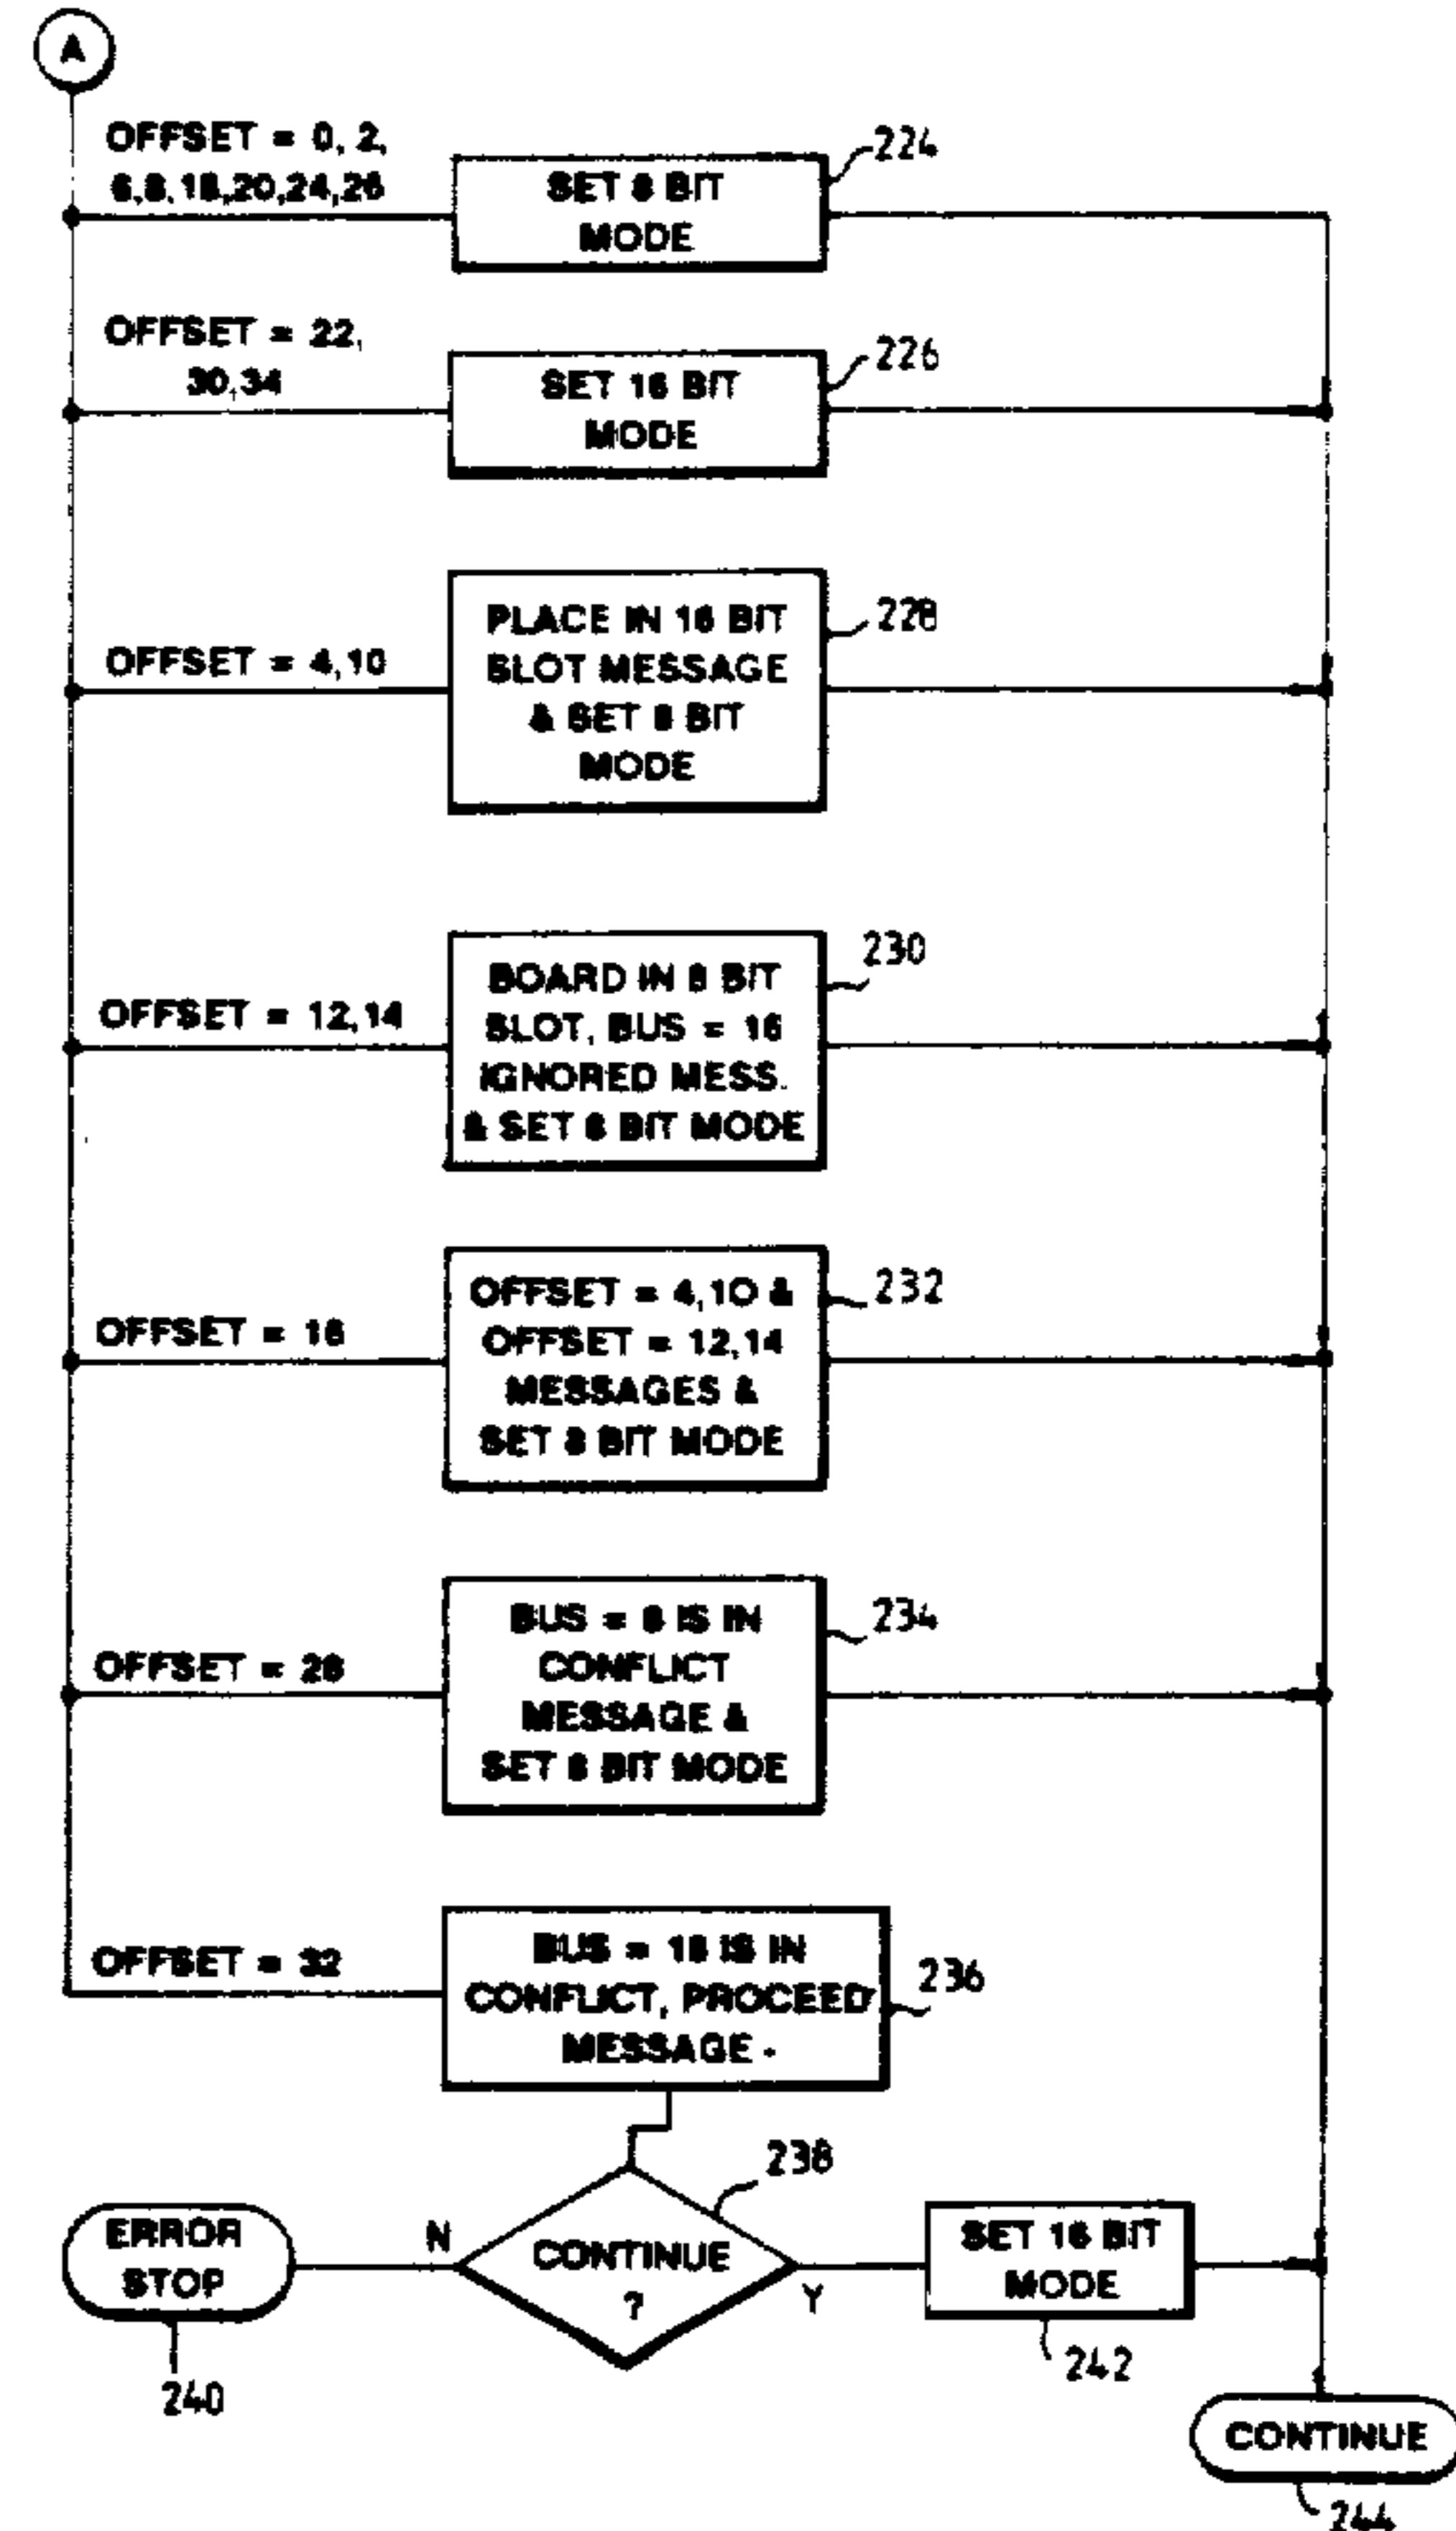 A
OFFSET = 0, 2,
6,8,18,20,24,26
SET 8 BIT
MODE
224
OFFSET = 22,
30,34
SET 16 BIT
MODE
226
OFFSET = 4,10
PLACE IN 16 BIT
SLOT MESSAGE
& SET 8 BIT
MODE
228
OFFSET = 12,14
BOARD IN 8 BIT
SLOT, BUS = 16
IGNORED MESS.
& SET 8 BIT MODE
230
OFFSET = 16
OFFSET = 4,10 &
OFFSET = 12,14
MESSAGES &
SET 8 BIT MODE
232
OFFSET = 28
BUS = 8 IS IN
CONFLICT
MESSAGE &
SET 8 BIT MODE
234
OFFSET = 32
BUS = 16 IS IN
CONFLICT, PROCEED
MESSAGE -
236
238
ERROR
STOP
N
CONTINUE
?
Y
SET 16 BIT
MODE
240
242
CONTINUE
244